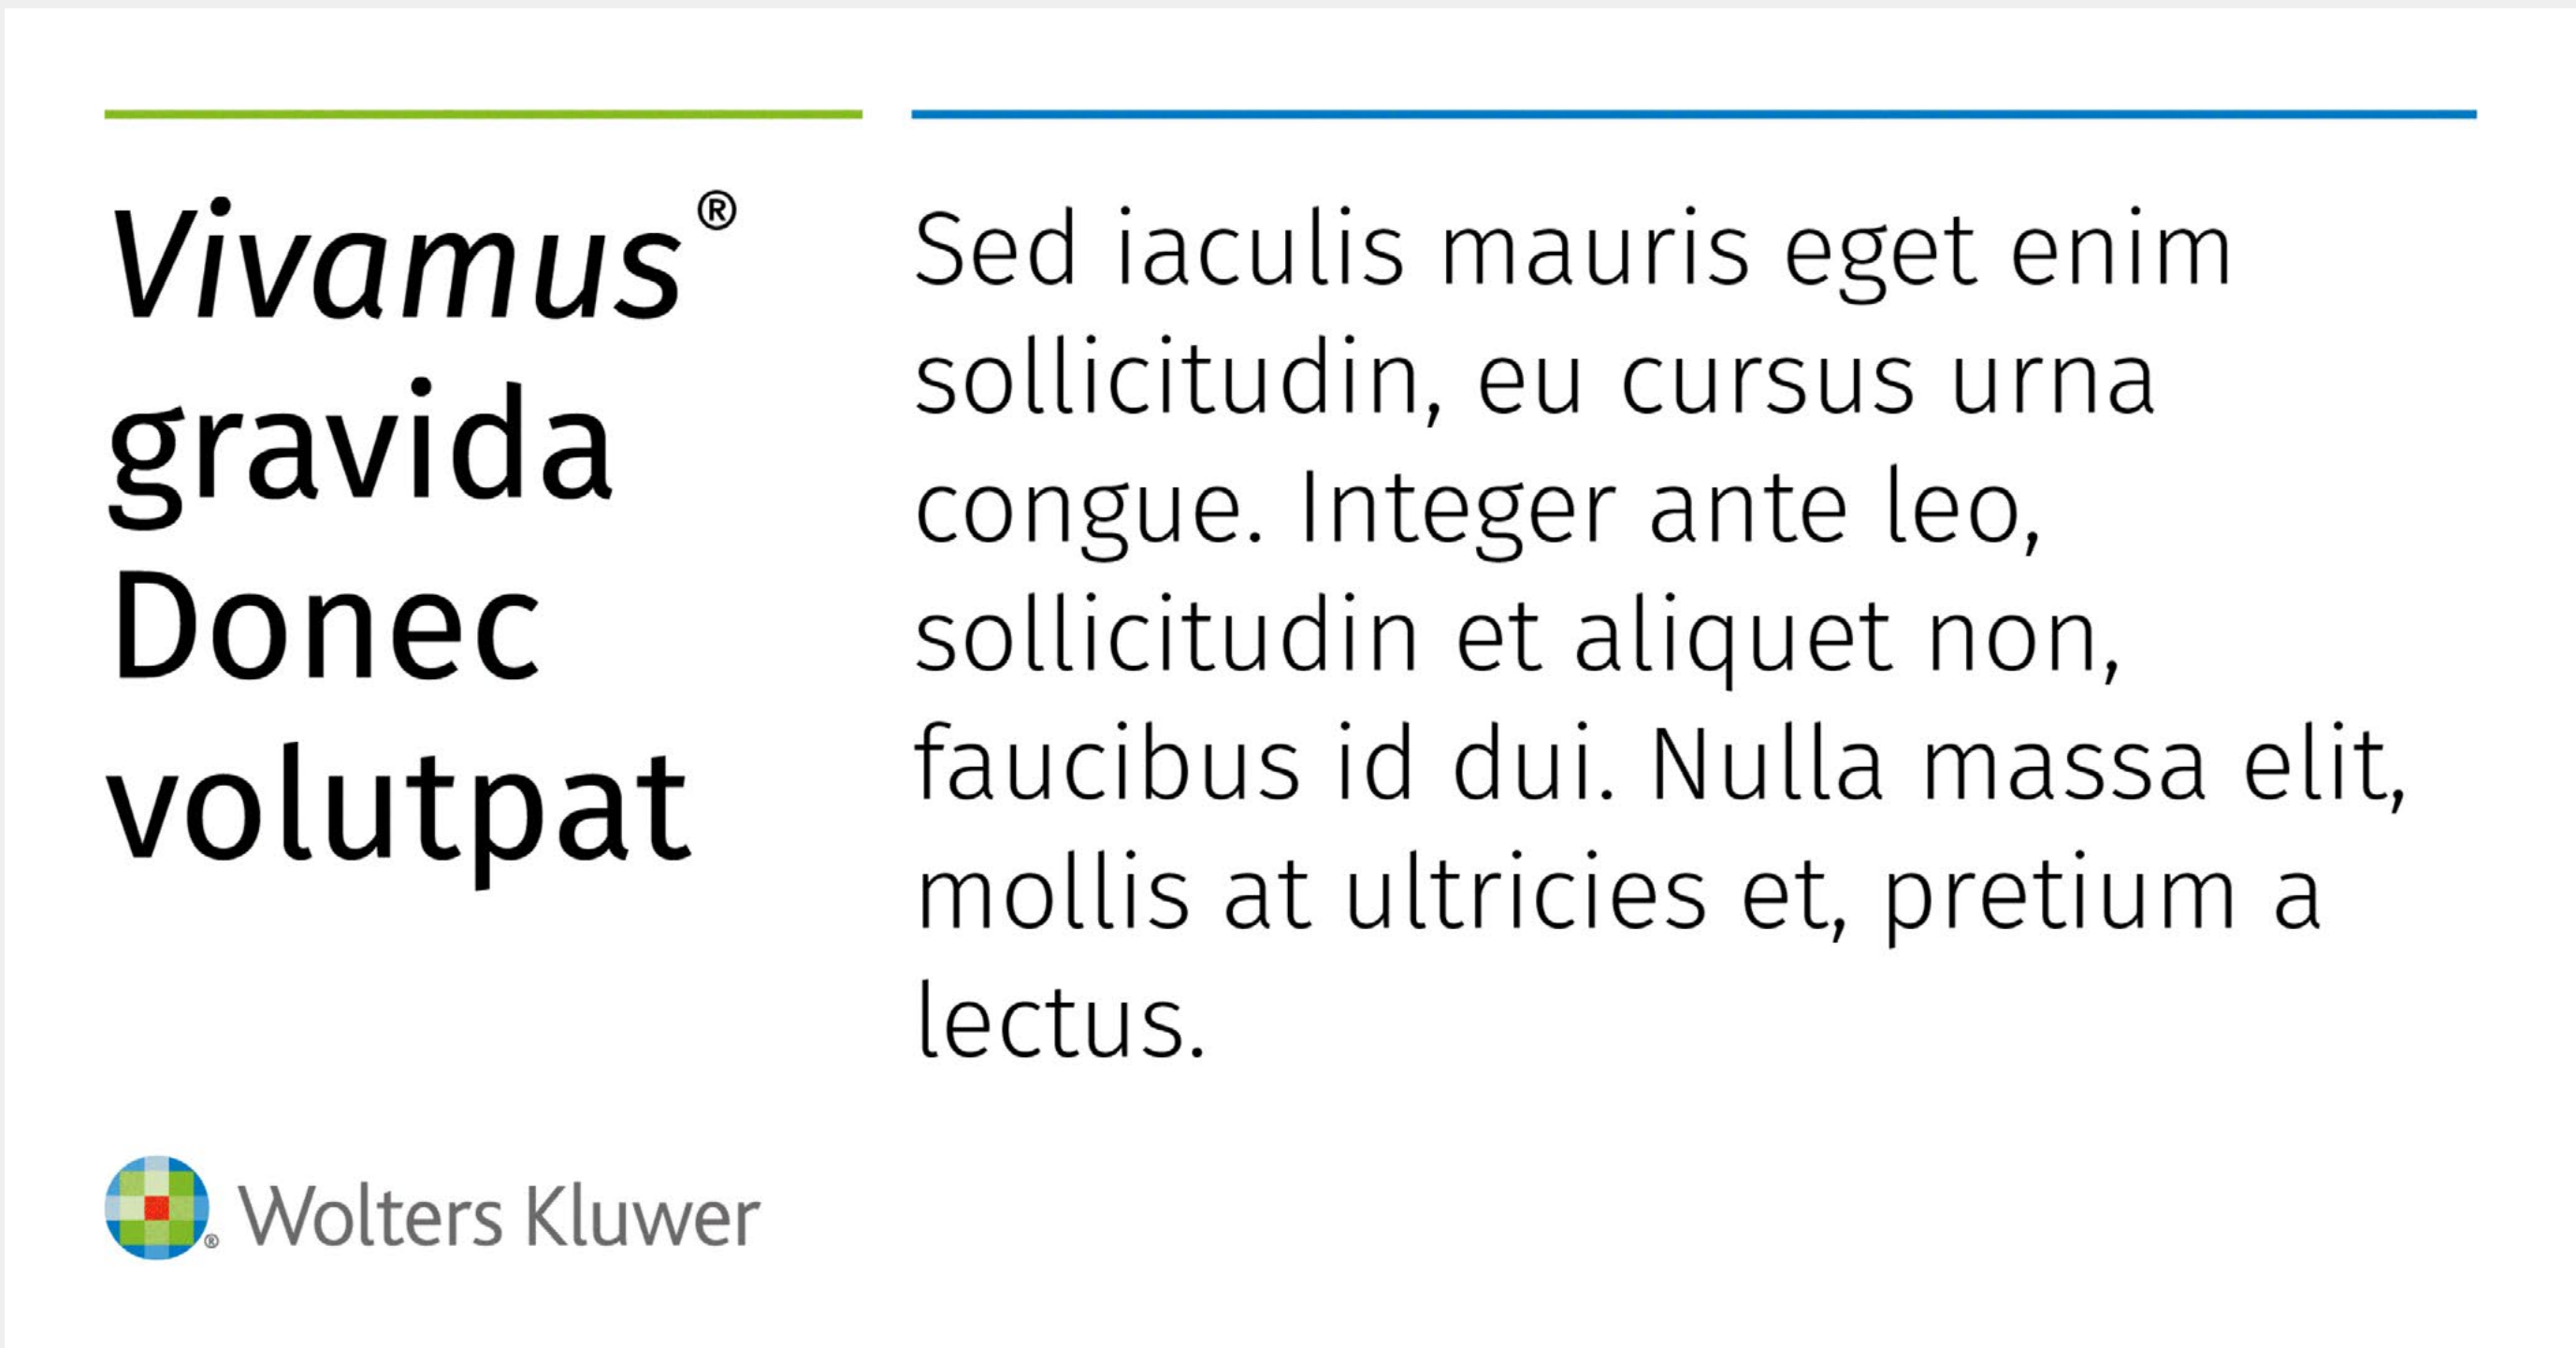 Vivamus®
gravida
Donec
volutpat
Sed iaculis mauris eget enim
sollicitudin, eu cursus urna
congue. Integer ante leo,
sollicitudin et aliquet non,
faucibus id dui. Nulla massa elit,
mollis at ultricies et, pretium a
lectus.
® Wolters Kluwer